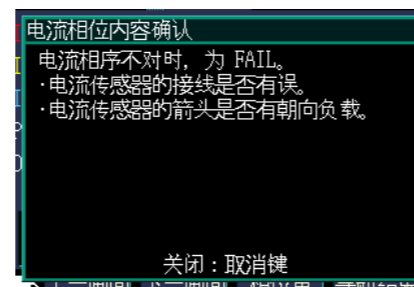 电流相位内容确认
电流相序不对时, 为 FAIL。
·电流传感器的接线是否有误。
·电流传感器的箭头是否有朝向负载。
关闭:取消键